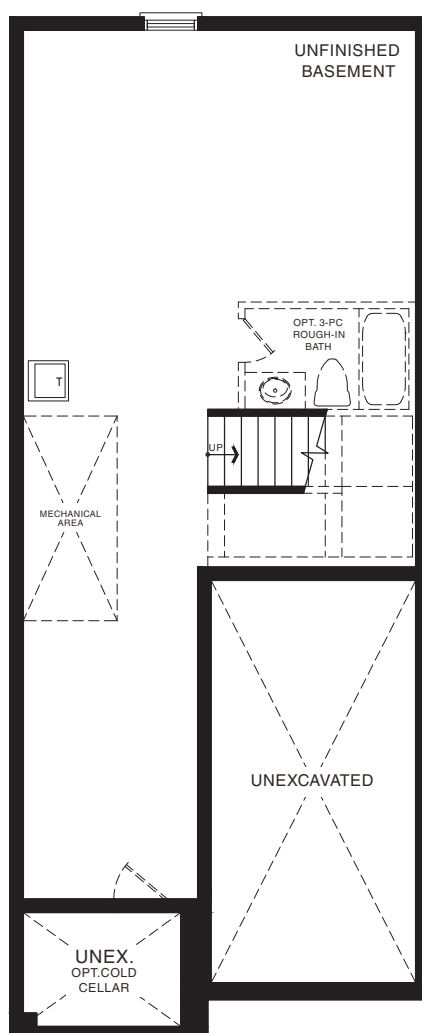 UNFINISHED
BASEMENT
OPT. 3-PC
ROUGH-IN
BATH
T
UP
MECHANICAL
AREA
UNEXCAVATED
UNEX.
OPT.COLD
CELLAR